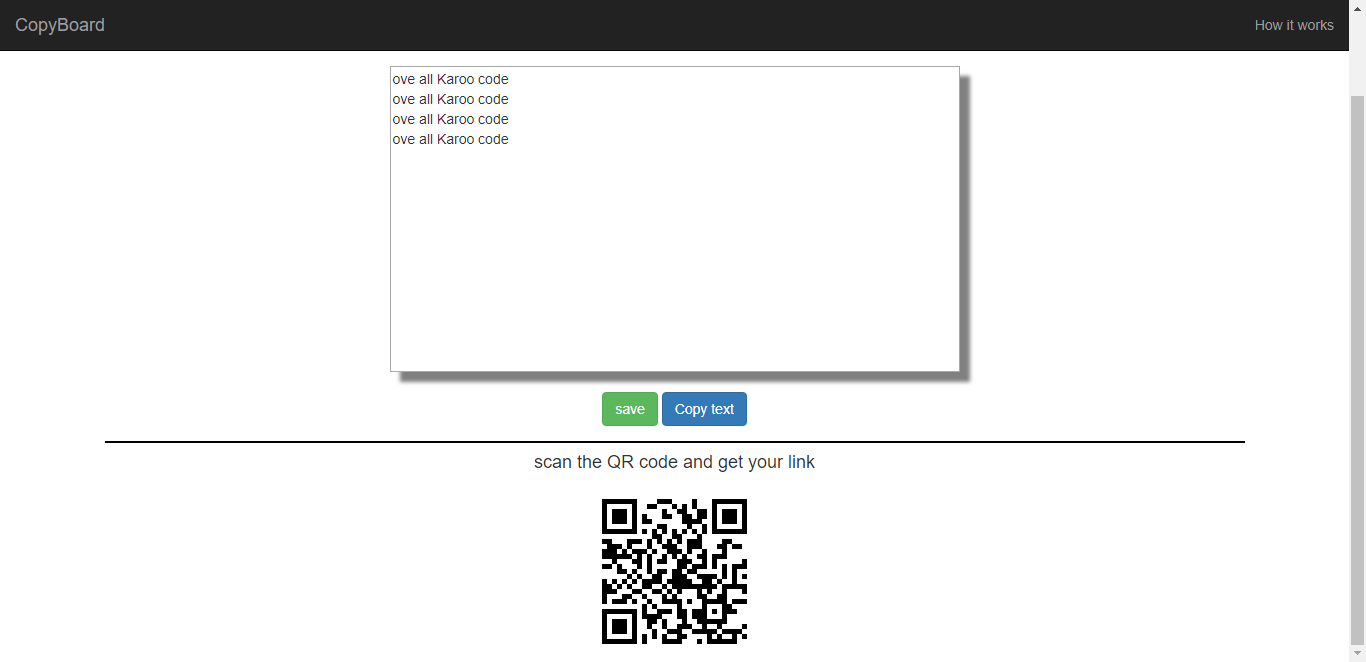 CopyBoard
How it works
ove all Karoo code
ove all Karoo code
ove all Karoo code
ove all Karoo code
save
Copy text
scan the QR code and get your link